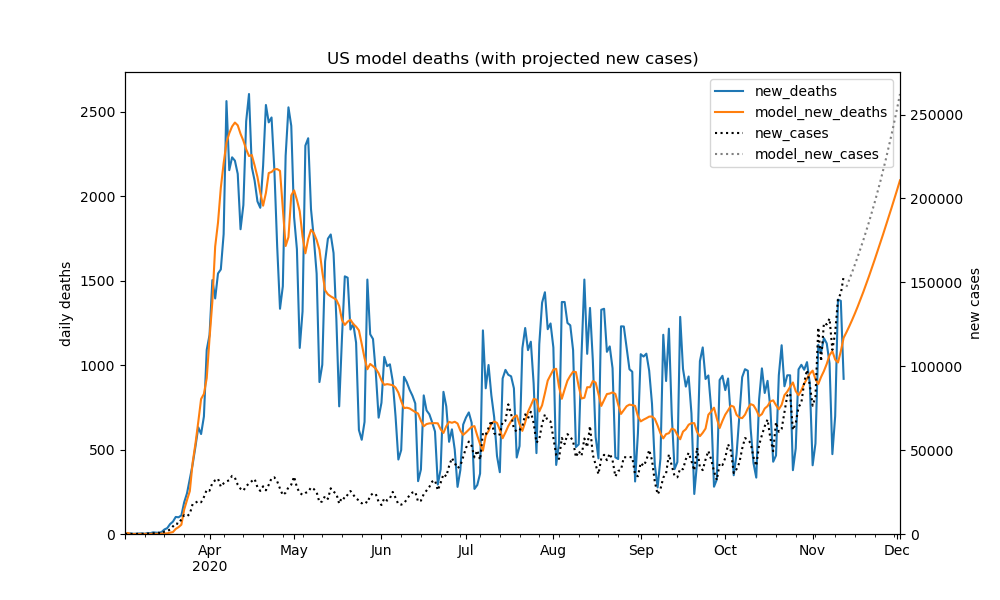 US model deaths (with projected new cases)
new_deaths
model_new_deaths
new_cases
model_new_cases
daily deaths
2500
2000
1500
1000
500
0
new cases
250000
200000
150000
100000
50000
0
Apr
2020
May
Jun
Jul
Aug
Sep
Oct
Nov
Dec